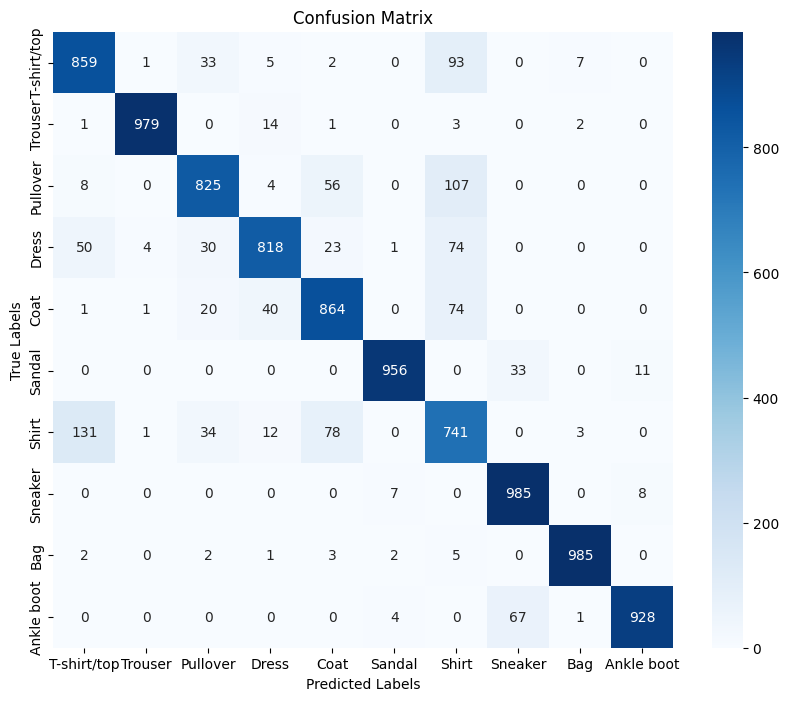 Confusion Matrix
T-shirt/top 859 1 33 5 2 0 93 0 7 0
Trouser 1 979 0 14 1 0 3 0 2 0
Pullover 8 0 825 4 56 0 107 0 0 0
Dress 50 4 30 818 23 1 74 0 0 0
Coat 1 1 20 40 864 0 74 0 0 0
Sandal 0 0 0 0 0 956 0 33 0 11
Shirt 131 1 34 12 78 0 741 0 3 0
Sneaker 0 0 0 0 0 7 0 985 0 8
Bag 2 0 2 1 3 2 5 0 985 0
Ankle boot 0 0 0 0 0 4 0 67 1 928
T-shirt/top Trouser Pullover Dress Coat Sandal Shirt Sneaker Bag Ankle boot
Predicted Labels
True Labels
800
600
400
200
0